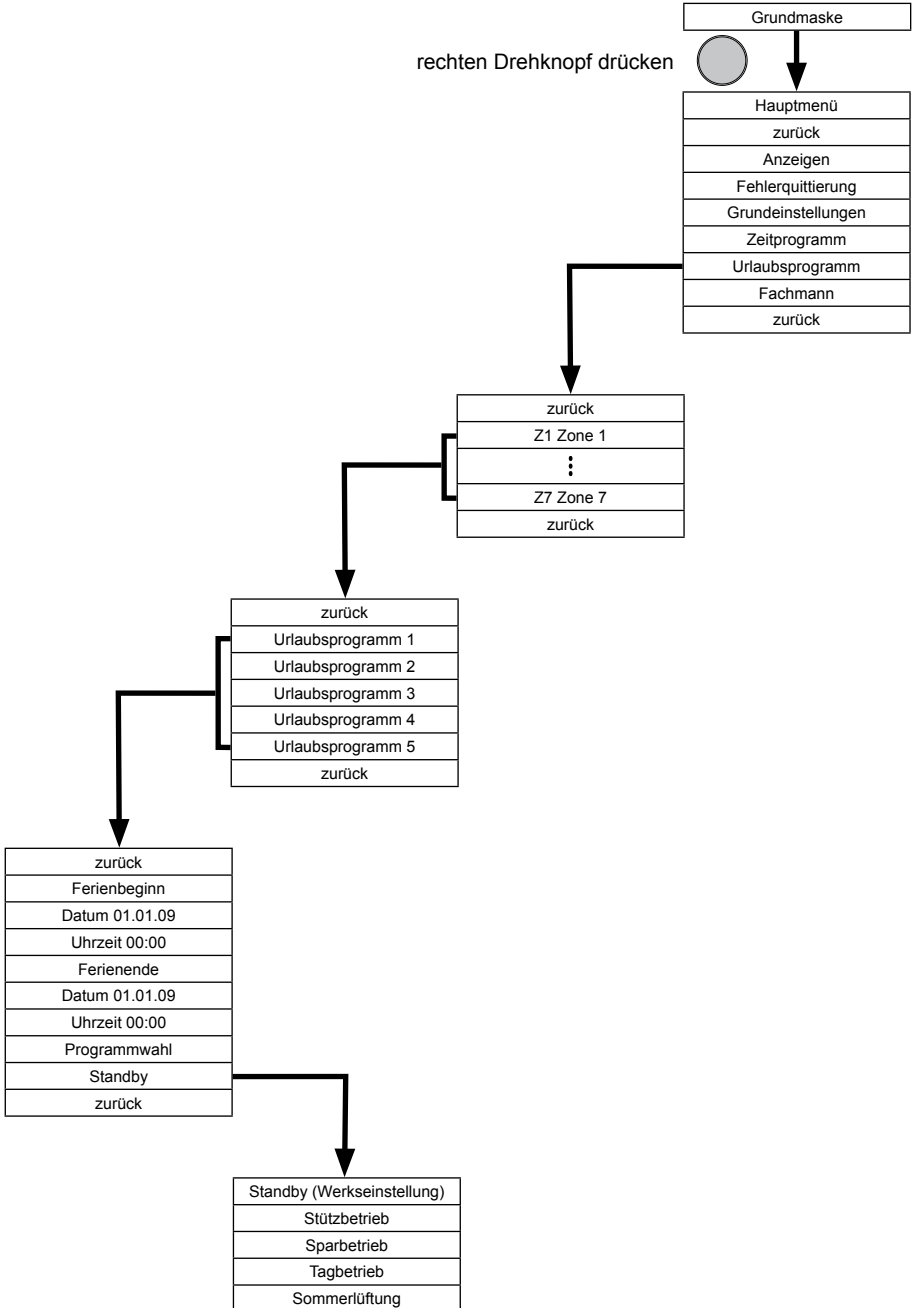 Grundmaske
rechten Drehknopf drücken
Hauptmenü
zurück
Anzeigen
Fehlerquittierung
Grundeinstellungen
Zeitprogramm
Urlaubsprogramm
Fachmann
zurück
zurück
Z1 Zone 1
Z7 Zone 7
zurück
zurück
Urlaubsprogramm 1
Urlaubsprogramm 2
Urlaubsprogramm 3
Urlaubsprogramm 4
Urlaubsprogramm 5
zurück
zurück
Ferienbeginn
Datum 01.01.09
Uhrzeit 00:00
Ferienende
Datum 01.01.09
Uhrzeit 00:00
Programmwahl
Standby
zurück
Standby (Werkseinstellung)
Stützbetrieb
Sparbetrieb
Tagbetrieb
Sommerlüftung